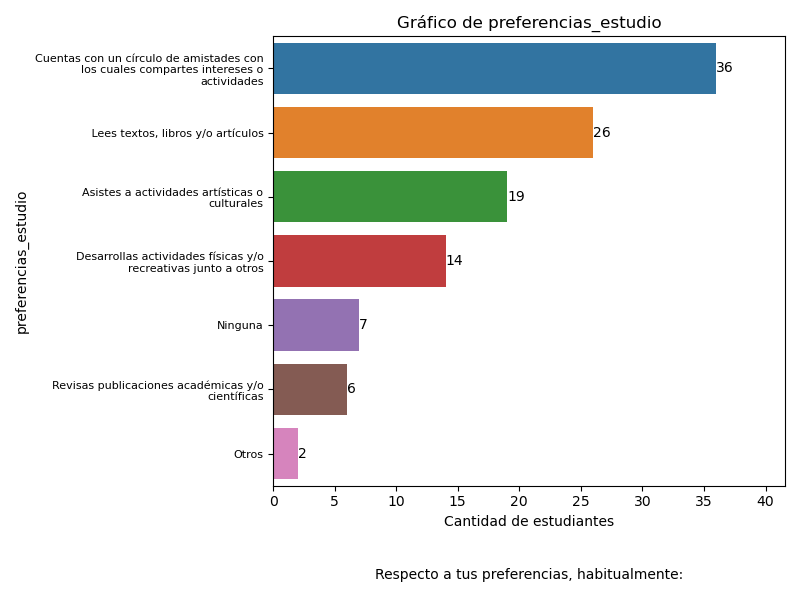 Gráfico de preferencias_estudio
Cuentas con un círculo de amistades con
los cuales compartes intereses o
actividades
36
Lees textos, libros y/o artículos
26
Asistes a actividades artísticas o
culturales
19
Desarrollas actividades físicas y/o
recreativas junto a otros
14
Ninguna
7
Revisas publicaciones académicas y/o
científicas
6
Otros
2
preferencias_estudio
0 5 10 15 20 25 30 35 40
Cantidad de estudiantes
Respecto a tus preferencias, habitualmente: